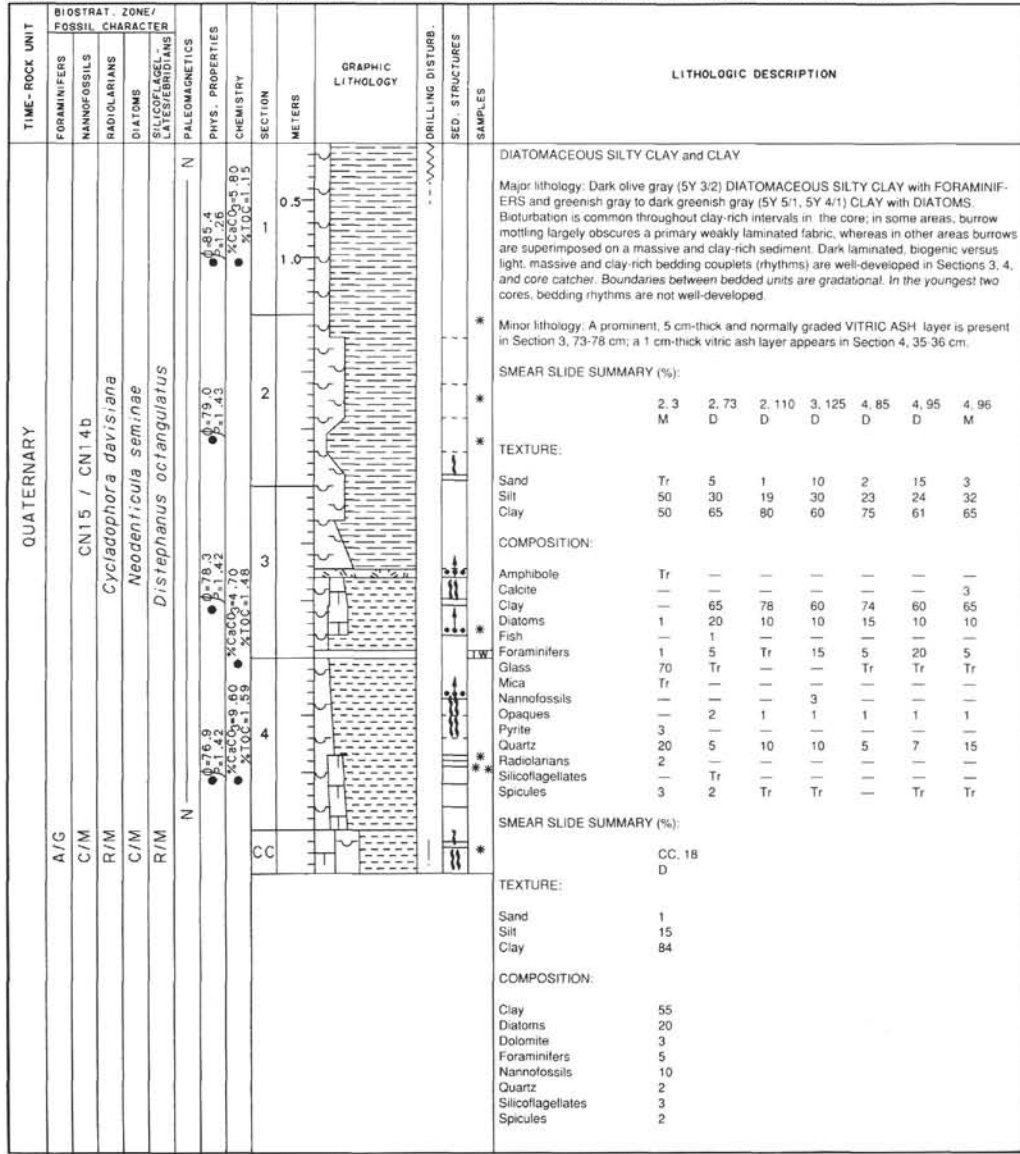 BIOSTRAT. ZONE/
FOSSIL CHARACTER
TIME-ROCK UNIT
FORAMINIFERS
NANNOFOSSILS
RADIOLARIANS
DIATOMS
SILICOFLAGEL-
LATES/EBRIDIANS
PALEOMAGNETICS
PHYS. PROPERTIES
CHEMISTRY
SECTION
METERS
GRAPHIC
LITHOLOGY
DRILLING DISTURB.
SED. STRUCTURES
SAMPLES
LITHOLOGIC DESCRIPTION
QUATERNARY
A/G
CN15 / CN14b
C/M
Cycladophora davisiana
R/M
Neodenticula seminae
C/M
Distephanus octangulatus
R/M
N
N
Φ=85.4
ρ=1.26
Φ=79.0
ρ=1.43
Φ=78.3
ρ=1.42
Φ=76.9
ρ=1.42
%CaCO3=5.80
%TOC=1.15
%CaCO3=4.70
%TOC=1.48
%CaCO3=9.60
%TOC=1.59
1
2
3
4
CC
0.5
1.0
*
*
*
*
IW
*
* *
*
DIATOMACEOUS SILTY CLAY and CLAY
Major lithology: Dark olive gray (5Y 3/2) DIATOMACEOUS SILTY CLAY with FORAMINIF-
ERS and greenish gray to dark greenish gray (5Y 5/1, 5Y 4/1) CLAY with DIATOMS.
Bioturbation is common throughout clay-rich intervals in the core; in some areas, burrow
mottling largely obscures a primary weakly laminated fabric, whereas in other areas burrows
are superimposed on a massive and clay-rich sediment. Dark laminated, biogenic versus
light, massive and clay-rich bedding couplets (rhythms) are well-developed in Sections 3, 4,
and core catcher. Boundaries between bedded units are gradational. In the youngest two
cores, bedding rhythms are not well-developed.
Minor lithology: A prominent, 5 cm-thick and normally graded VITRIC ASH layer is present
in Section 3, 73-78 cm; a 1 cm-thick vitric ash layer appears in Section 4, 35-36 cm.
SMEAR SLIDE SUMMARY (%):
2, 3 2, 73 2, 110 3, 125 4, 85 4, 95 4, 96
M D D D D D M
TEXTURE:
Sand Tr 5 1 10 2 15 3
Silt 50 30 19 30 23 24 32
Clay 50 65 80 60 75 61 65
COMPOSITION:
Amphibole Tr — — — — — —
Calcite — — — — — — 3
Clay — 65 78 60 74 60 65
Diatoms 1 20 10 10 15 10 10
Fish — 1 — — — — —
Foraminifers 1 5 Tr 15 5 20 5
Glass 70 Tr — — Tr Tr Tr
Mica Tr — — — — — —
Nannofossils — — — 3 — — —
Opaques — 2 1 1 1 1 1
Pyrite 3 — — — — — —
Quartz 20 5 10 10 5 7 15
Radiolarians 2 — — — — — —
Silicoflagellates — Tr — — — — —
Spicules 3 2 Tr Tr — Tr Tr
SMEAR SLIDE SUMMARY (%):
CC, 18
D
TEXTURE:
Sand 1
Silt 15
Clay 84
COMPOSITION:
Clay 55
Diatoms 20
Dolomite 3
Foraminifers 5
Nannofossils 10
Quartz 2
Silicoflagellates 3
Spicules 2